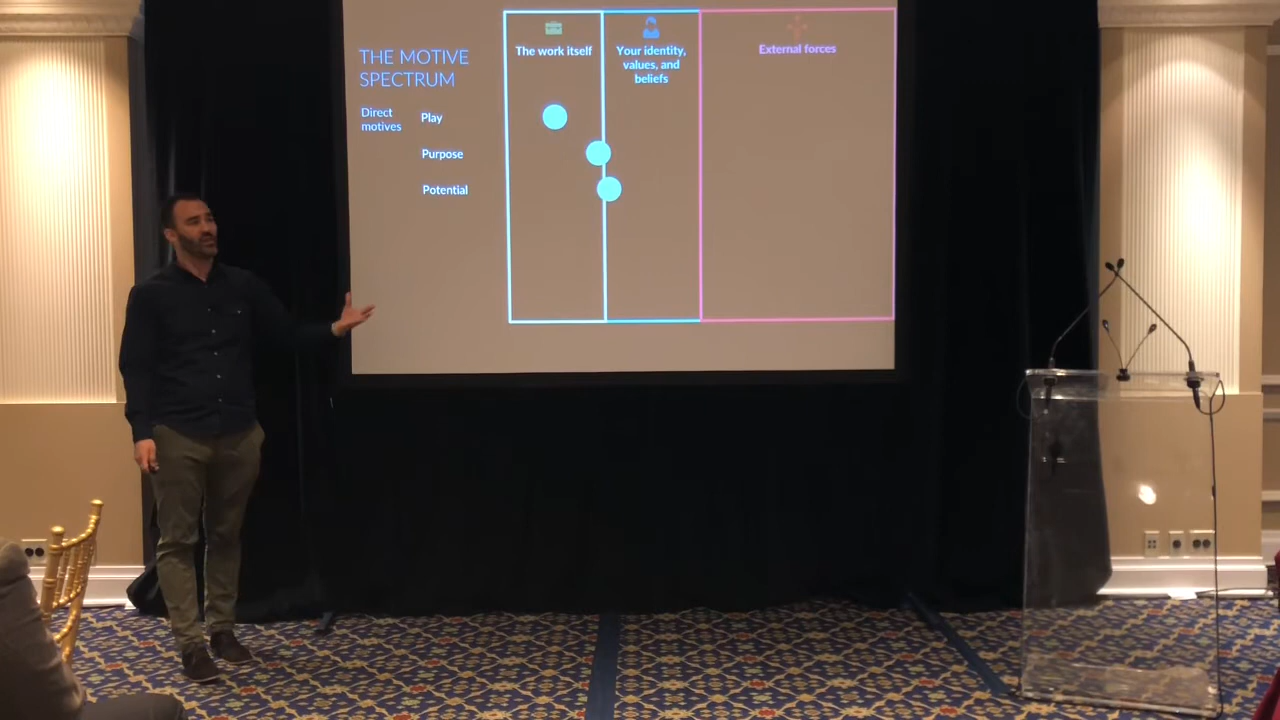 THE MOTIVE
SPECTRUM
The work itself
Your identity,
values, and
beliefs
External forces
Direct
motives
Play
Purpose
Potential